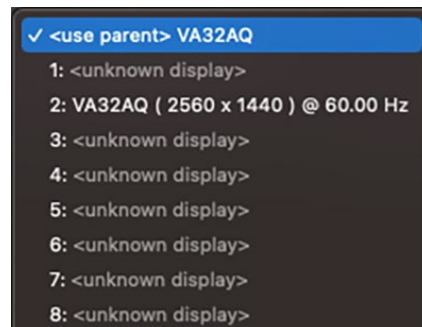 ✓ <use parent> VA32AQ
1: <unknown display>
2: VA32AQ ( 2560 x 1440 ) @ 60.00 Hz
3: <unknown display>
4: <unknown display>
5: <unknown display>
6: <unknown display>
7: <unknown display>
8: <unknown display>